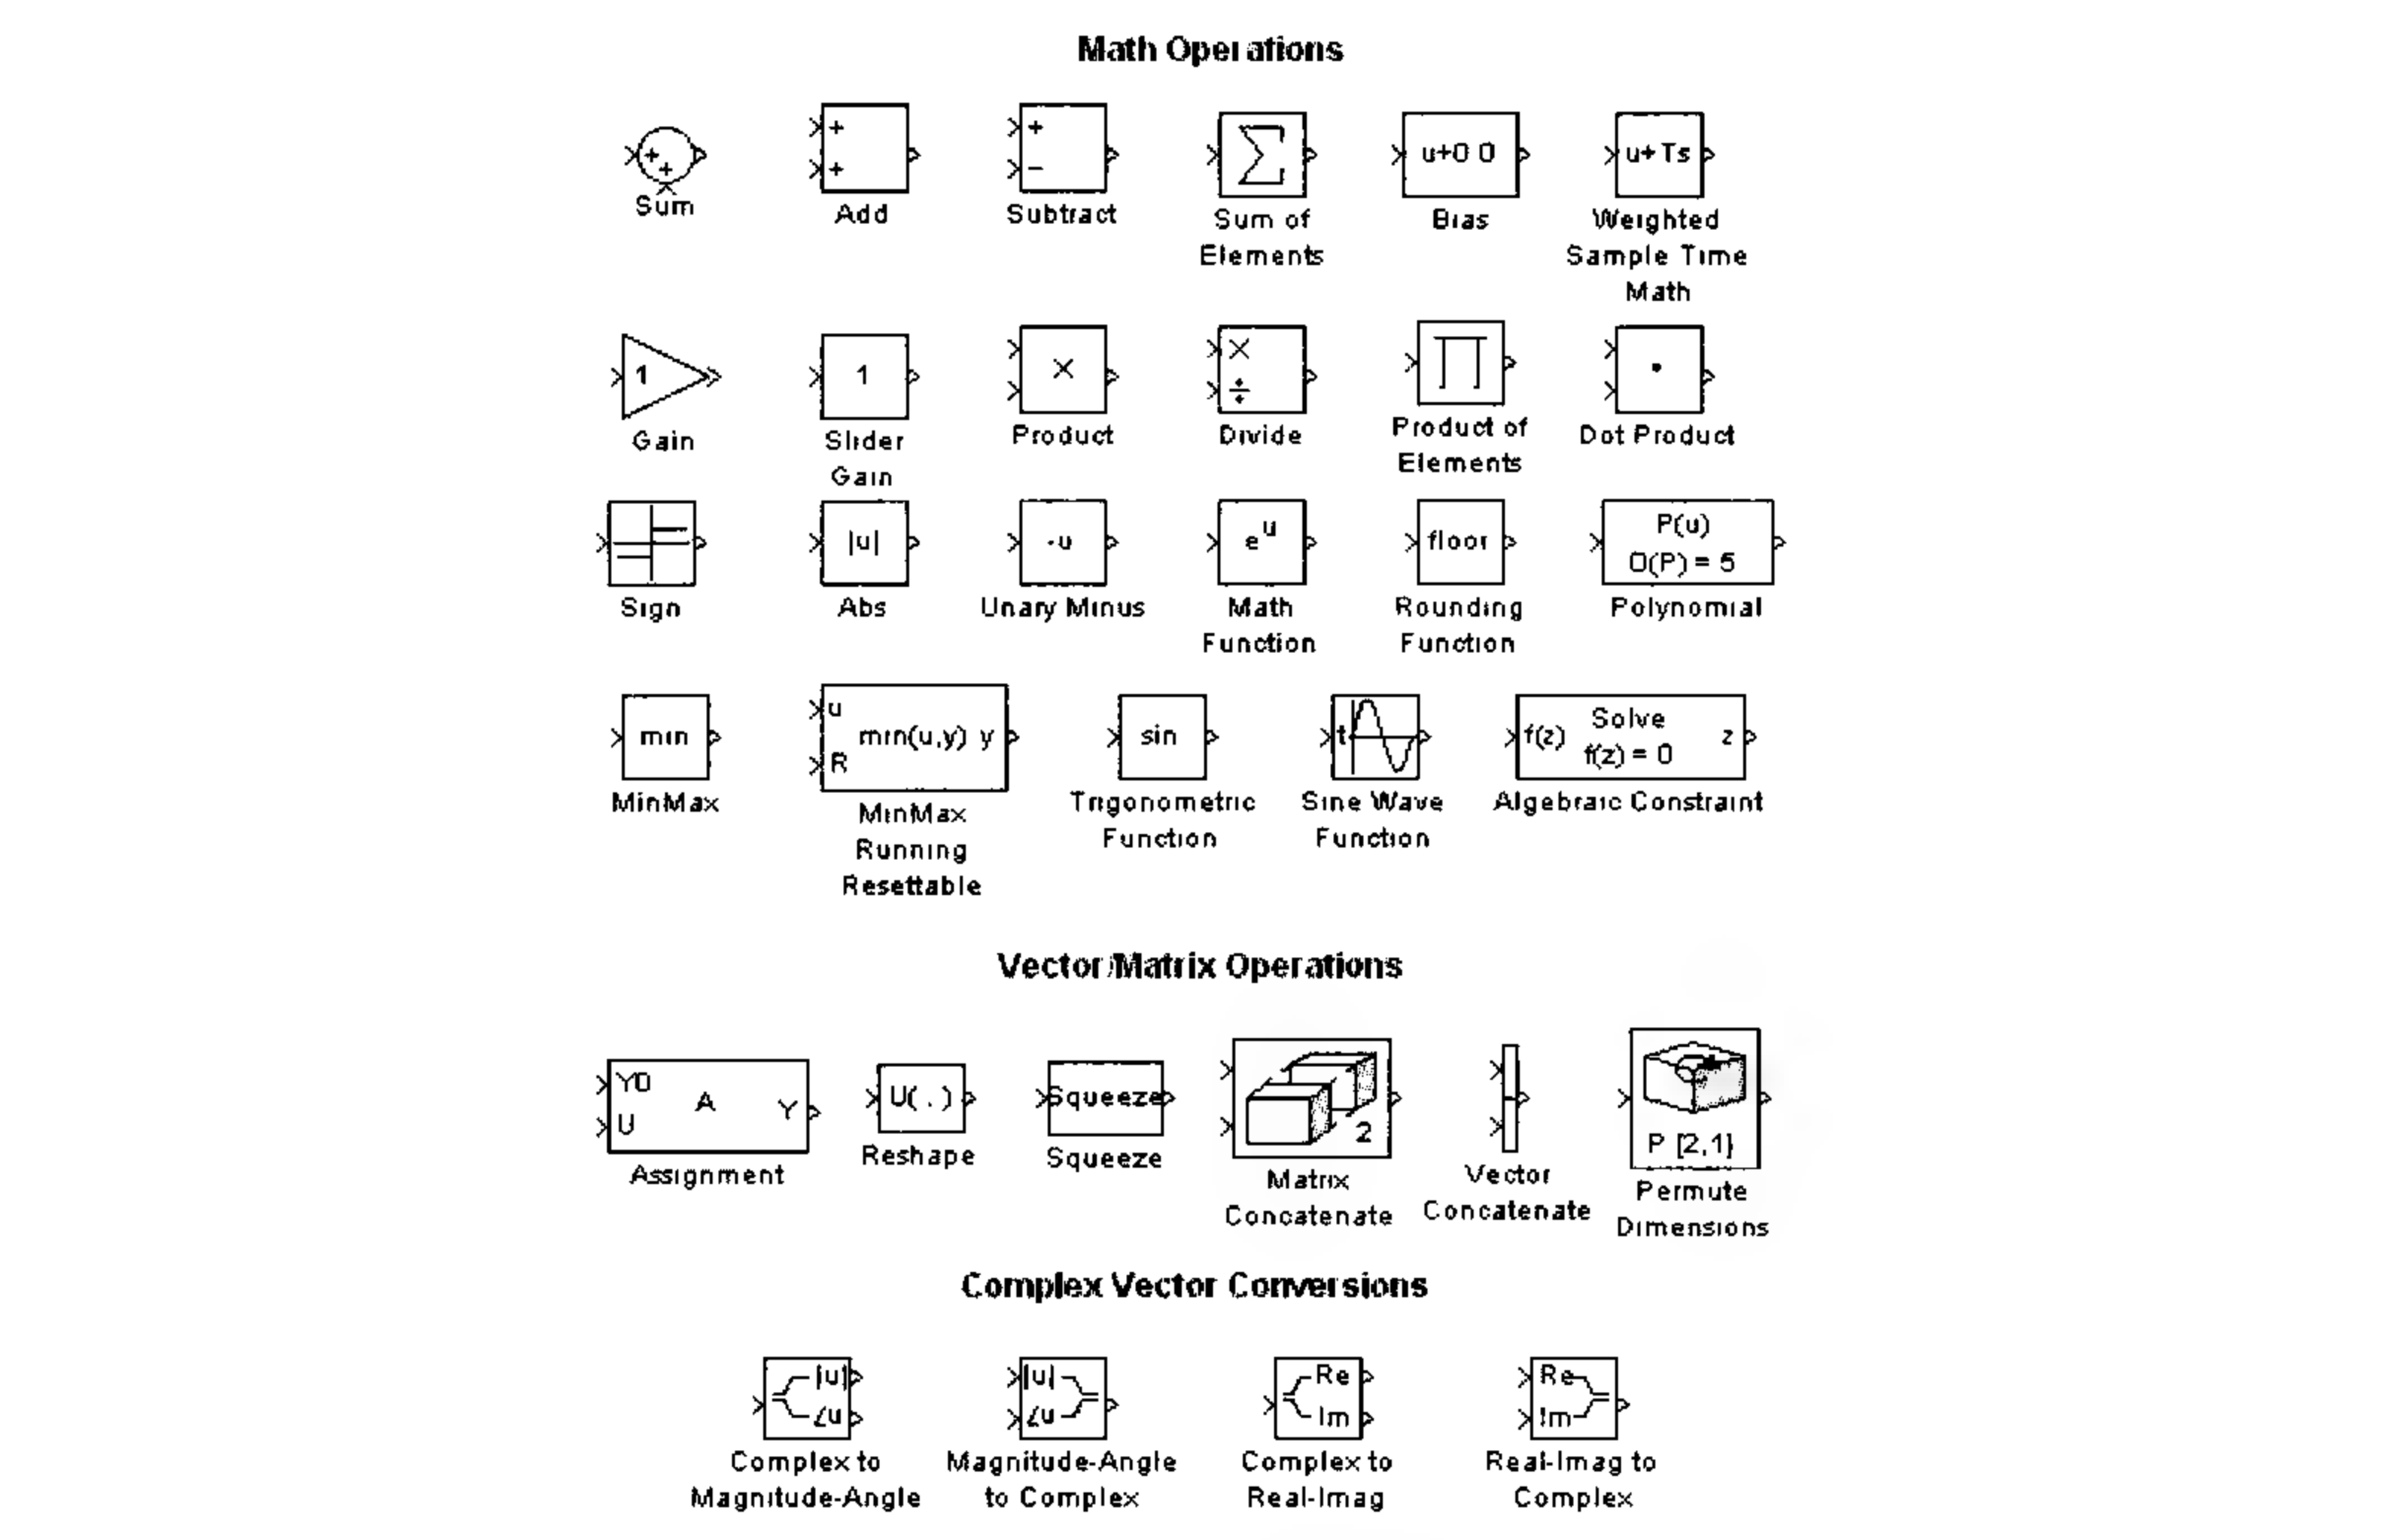 Math Operations
+
+
Sum
+
+
Add
+
−
Subtract
Σ
Sum of
Elements
u+0 0
Bias
u+Ts
Weighted
Sample Time
Math
1
Gain
1
Slider
Gain
×
Product
×
÷
Divide
∏
Product of
Elements
•
Dot Product
Sign
|u|
Abs
-u
Unary Minus
e^u
Math
Function
floor
Rounding
Function
P(u)
O(P) = 5
Polynomial
min
MinMax
u
min(u,y) y
R
MinMax
Running
Resettable
sin
Trigonometric
Function
t
Sine Wave
Function
Solve
f(z) z
f(z) = 0
Algebraic Constraint
Vector/Matrix Operations
Y0
A Y
U
Assignment
U( . )
Reshape
Squeeze
Squeeze
2
Matrix
Concatenate
Vector
Concatenate
P [2,1]
Permute
Dimensions
Complex Vector Conversions
|u|
∠u
Complex to
Magnitude-Angle
|u|
∠u
Magnitude-Angle
to Complex
Re
Im
Complex to
Real-Imag
Re
Im
Real-Imag to
Complex